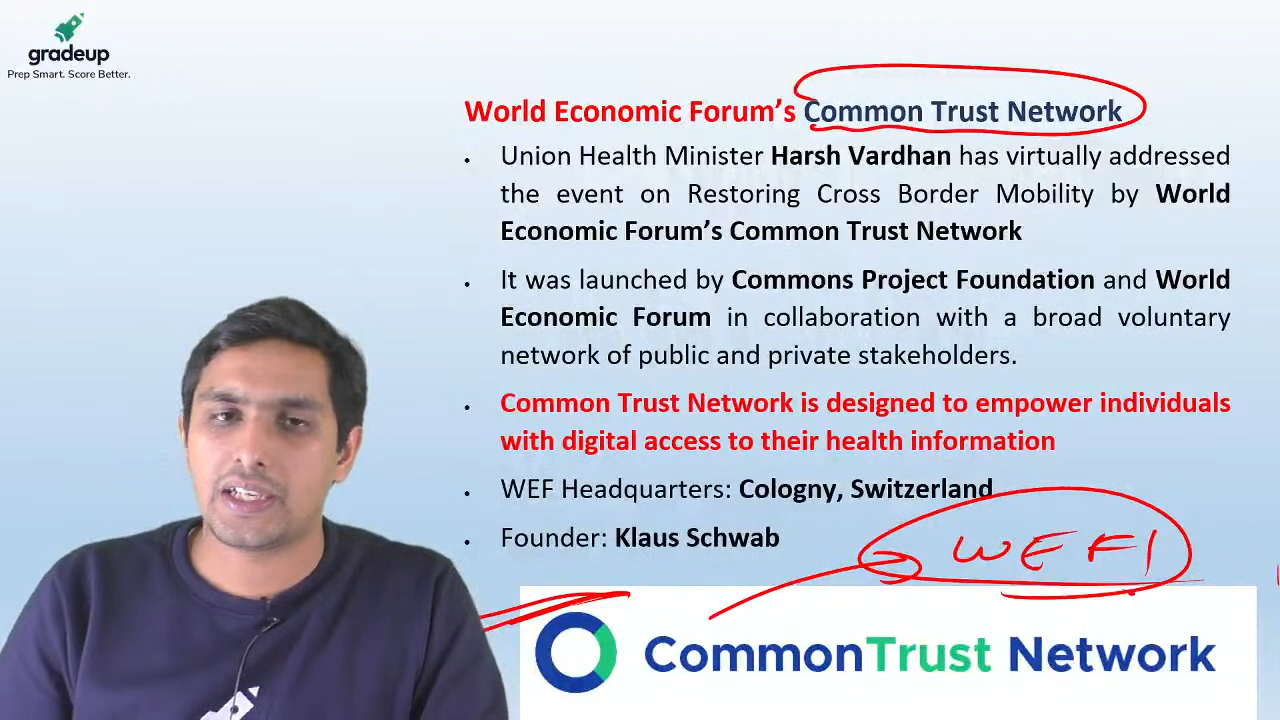 gradeup
Prep Smart. Score Better.
World Economic Forum's Common Trust Network
• Union Health Minister Harsh Vardhan has virtually addressed
the event on Restoring Cross Border Mobility by World
Economic Forum's Common Trust Network
• It was launched by Commons Project Foundation and World
Economic Forum in collaboration with a broad voluntary
network of public and private stakeholders.
• Common Trust Network is designed to empower individuals
with digital access to their health information
• WEF Headquarters: Cologny, Switzerland
• Founder: Klaus Schwab
WEF
CommonTrust Network